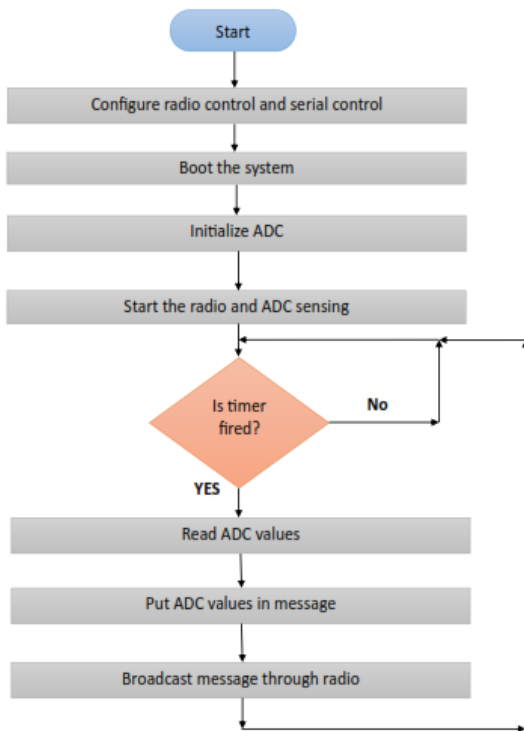 Start
Configure radio control and serial control
Boot the system
Initialize ADC
Start the radio and ADC sensing
Is timer
fired?
No
YES
Read ADC values
Put ADC values in message
Broadcast message through radio